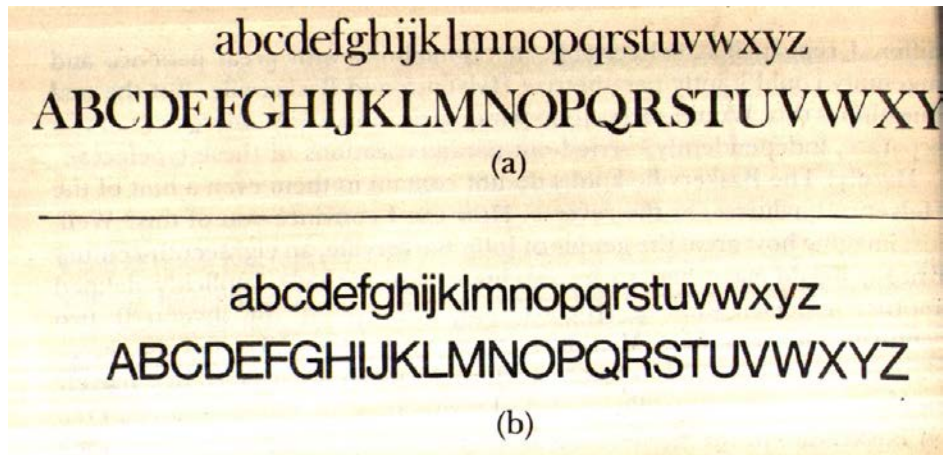 abcdefghijklmnopqrstuvwxyz
ABCDEFGHIJKLMNOPQRSTUVWXY
(a)
abcdefghijklmnopqrstuvwxyz
ABCDEFGHIJKLMNOPQRSTUVWXYZ
(b)